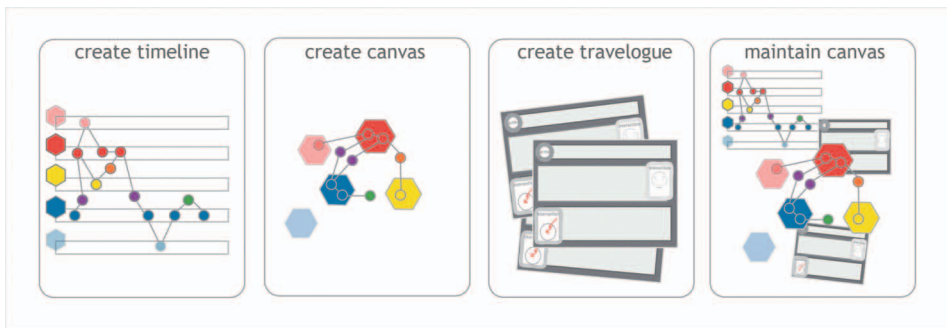 create timeline
create canvas
create travelogue
maintain canvas